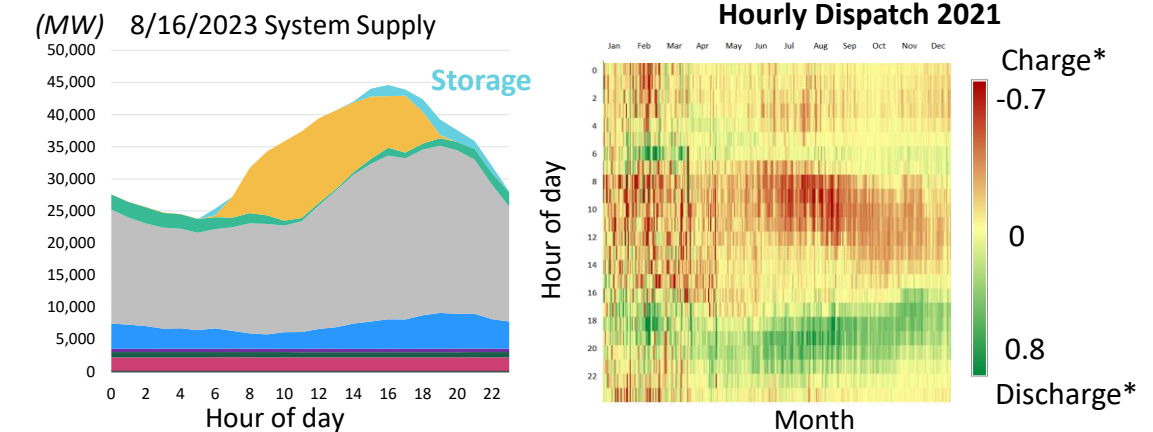 (MW) 8/16/2023 System Supply
50,000
45,000
40,000
35,000
30,000
25,000
20,000
15,000
10,000
5,000
0
Storage
0 2 4 6 8 10 12 14 16 18 20 22
Hour of day
Hourly Dispatch 2021
Jan Feb Mar Apr May Jun Jul Aug Sep Oct Nov Dec
Hour of day
0
2
4
6
8
10
12
14
16
18
20
22
Month
Charge*
-0.7
0
0.8
Discharge*